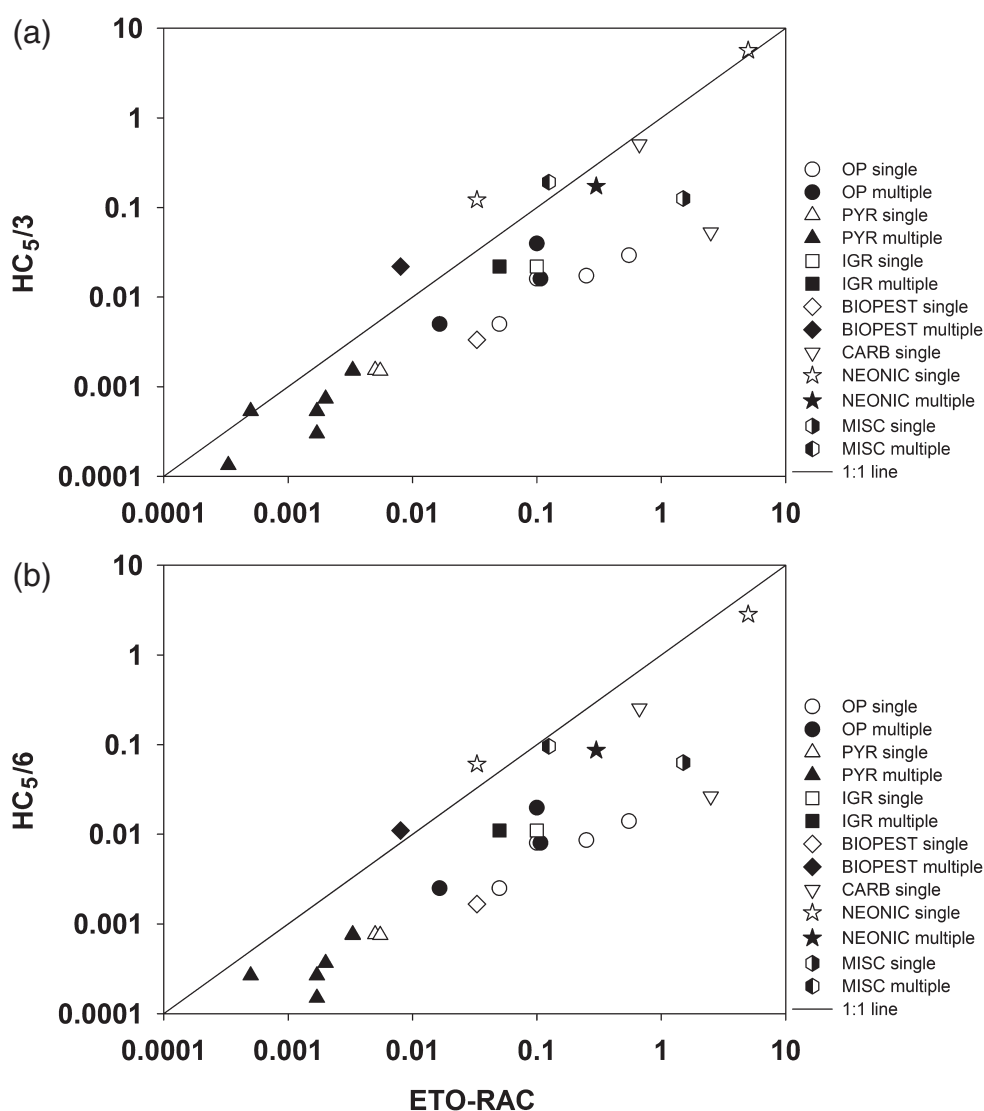 (a)
10
1
0.1
0.01
0.001
0.0001
HC5/3
0.0001 0.001 0.01 0.1 1 10
OP single
OP multiple
PYR single
PYR multiple
IGR single
IGR multiple
BIOPEST single
BIOPEST multiple
CARB single
NEONIC single
NEONIC multiple
MISC single
MISC multiple
1:1 line
(b)
10
1
0.1
0.01
0.001
0.0001
HC5/6
0.0001 0.001 0.01 0.1 1 10
ETO-RAC
OP single
OP multiple
PYR single
PYR multiple
IGR single
IGR multiple
BIOPEST single
BIOPEST multiple
CARB single
NEONIC single
NEONIC multiple
MISC single
MISC multiple
1:1 line